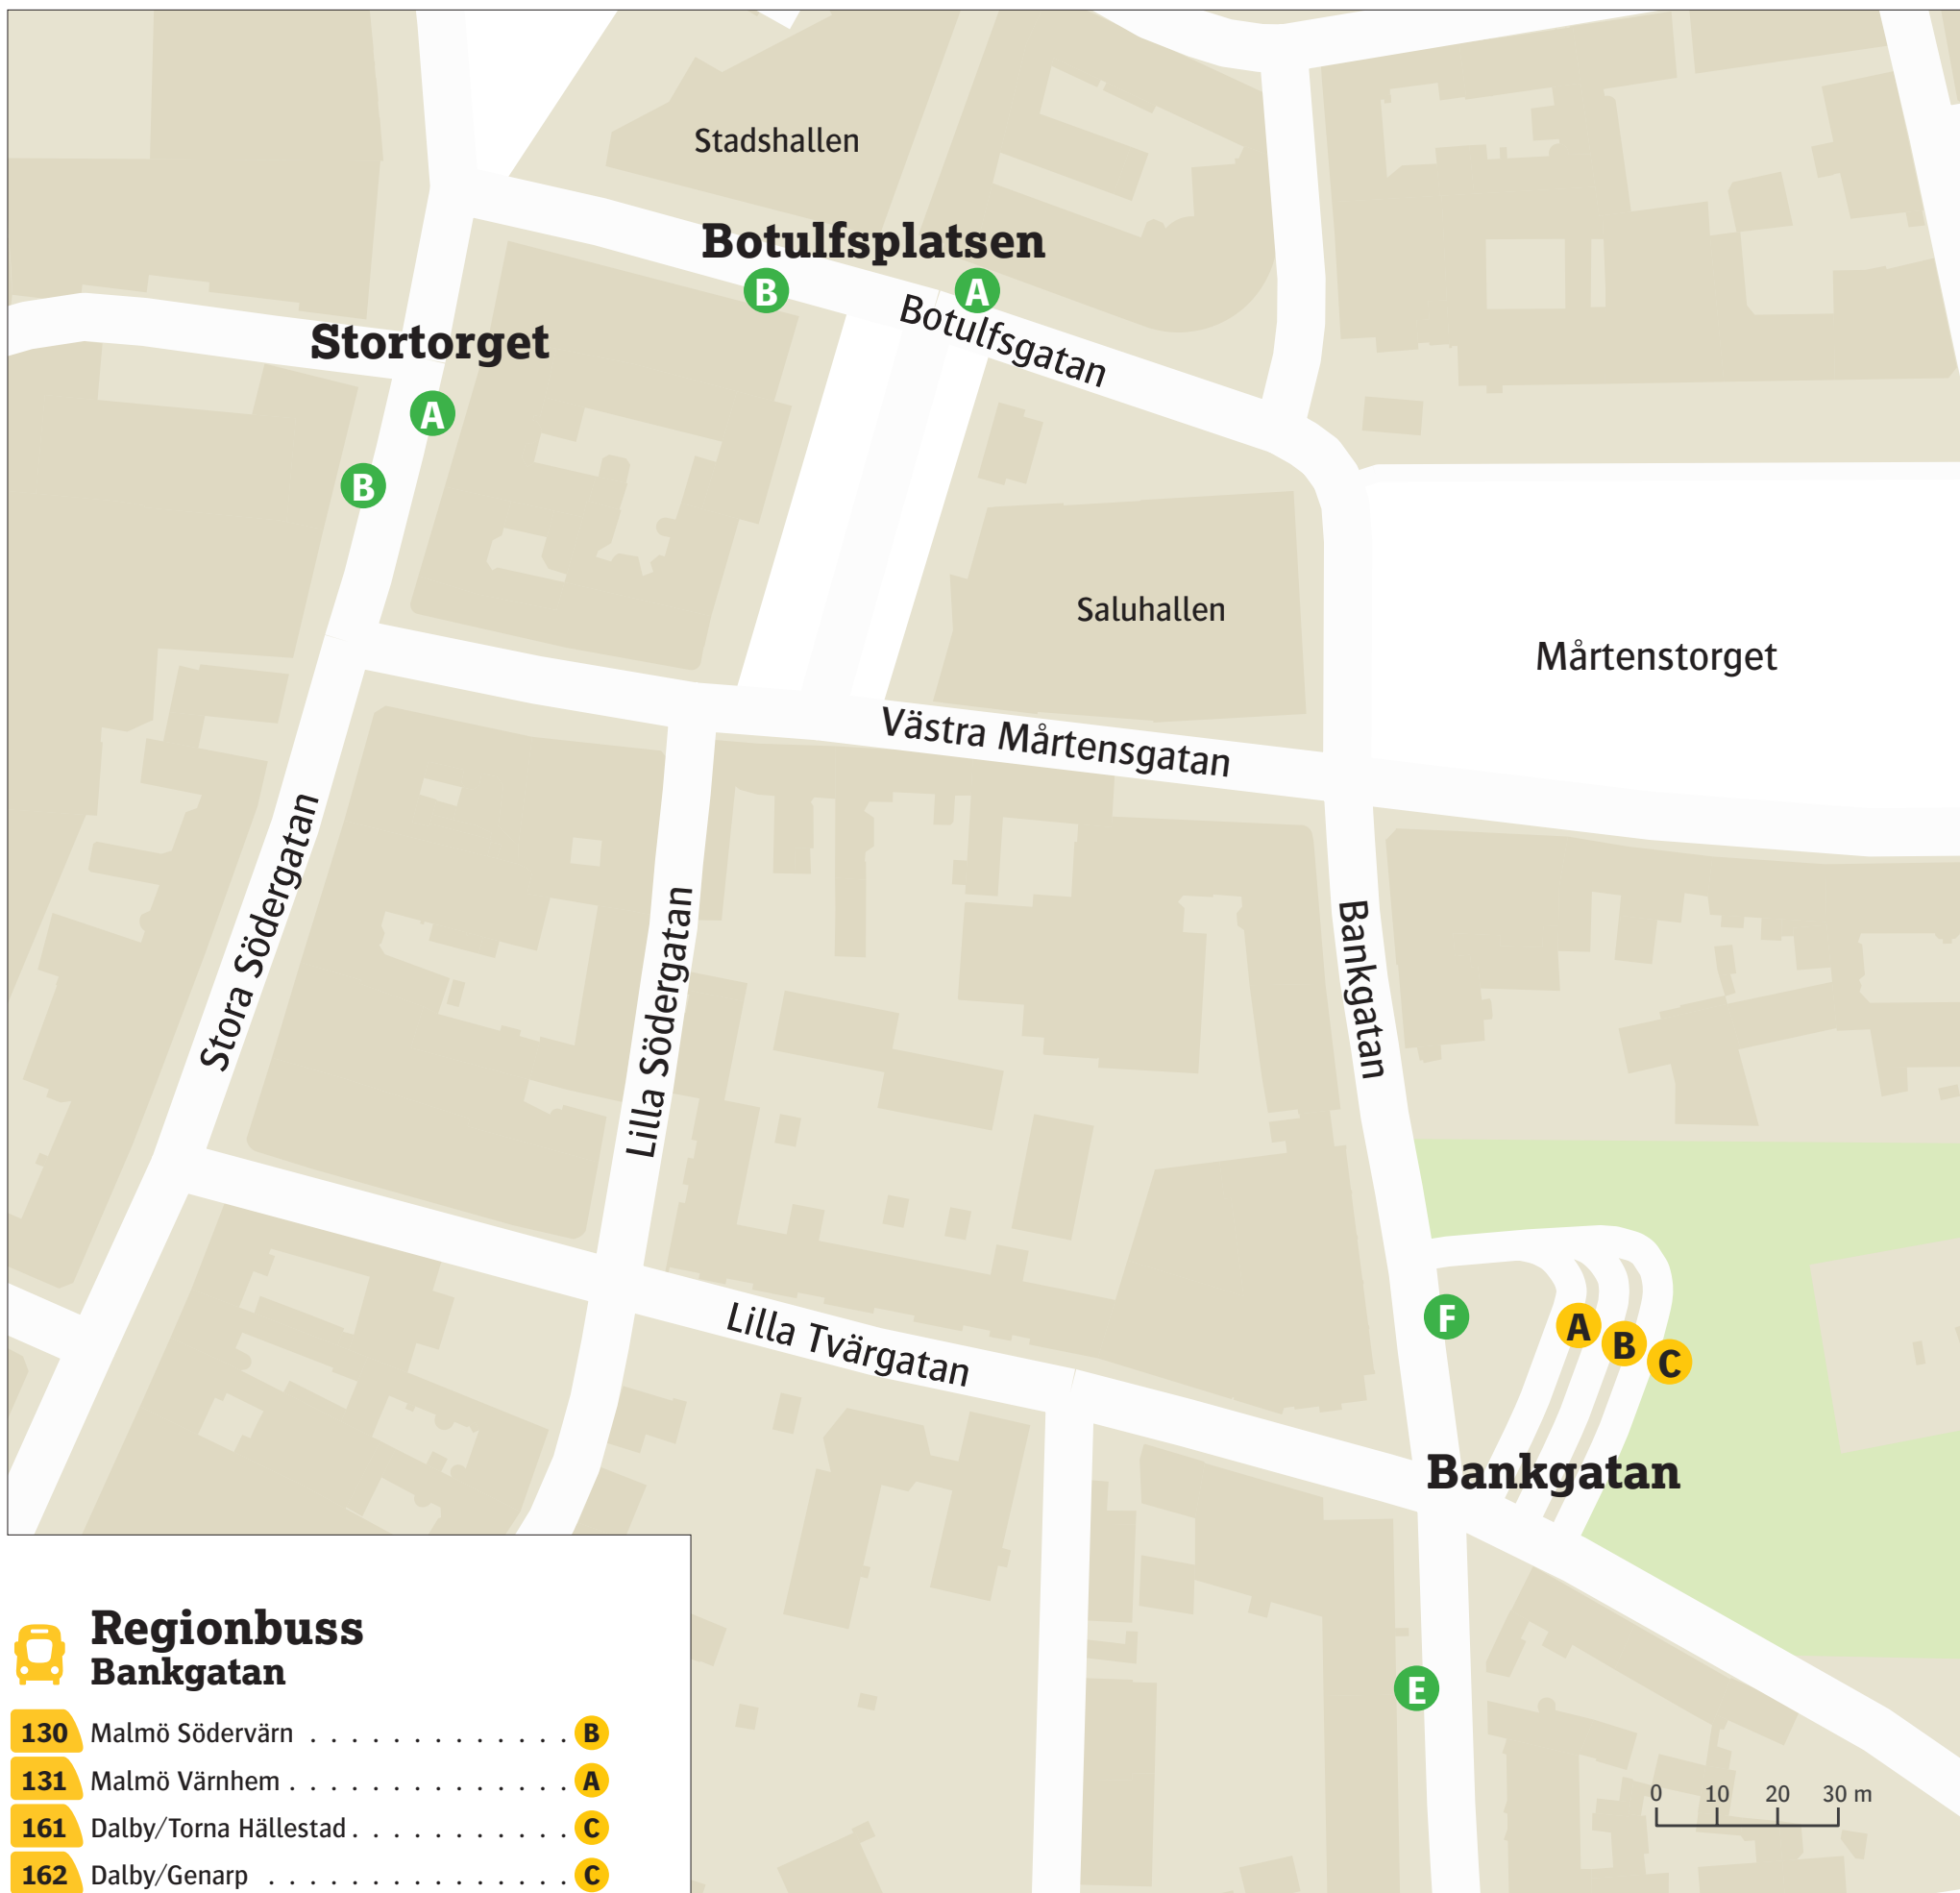 Stadshallen
Botulfsplatsen
B
A
Botulfsgatan
Stortorget
A
B
Saluhallen
Mårtenstorget
Västra Mårtensgatan
Stora Södergatan
Lilla Södergatan
Bankgatan
Lilla Tvärgatan
F
A
B
C
Bankgatan
E
0 10 20 30 m
Regionbuss
Bankgatan
130 Malmö Södervärn . . . . . . . . . . . . . B
131 Malmö Värnhem . . . . . . . . . . . . . . A
161 Dalby/Torna Hällestad . . . . . . . . . . . C
162 Dalby/Genarp . . . . . . . . . . . . . . . C